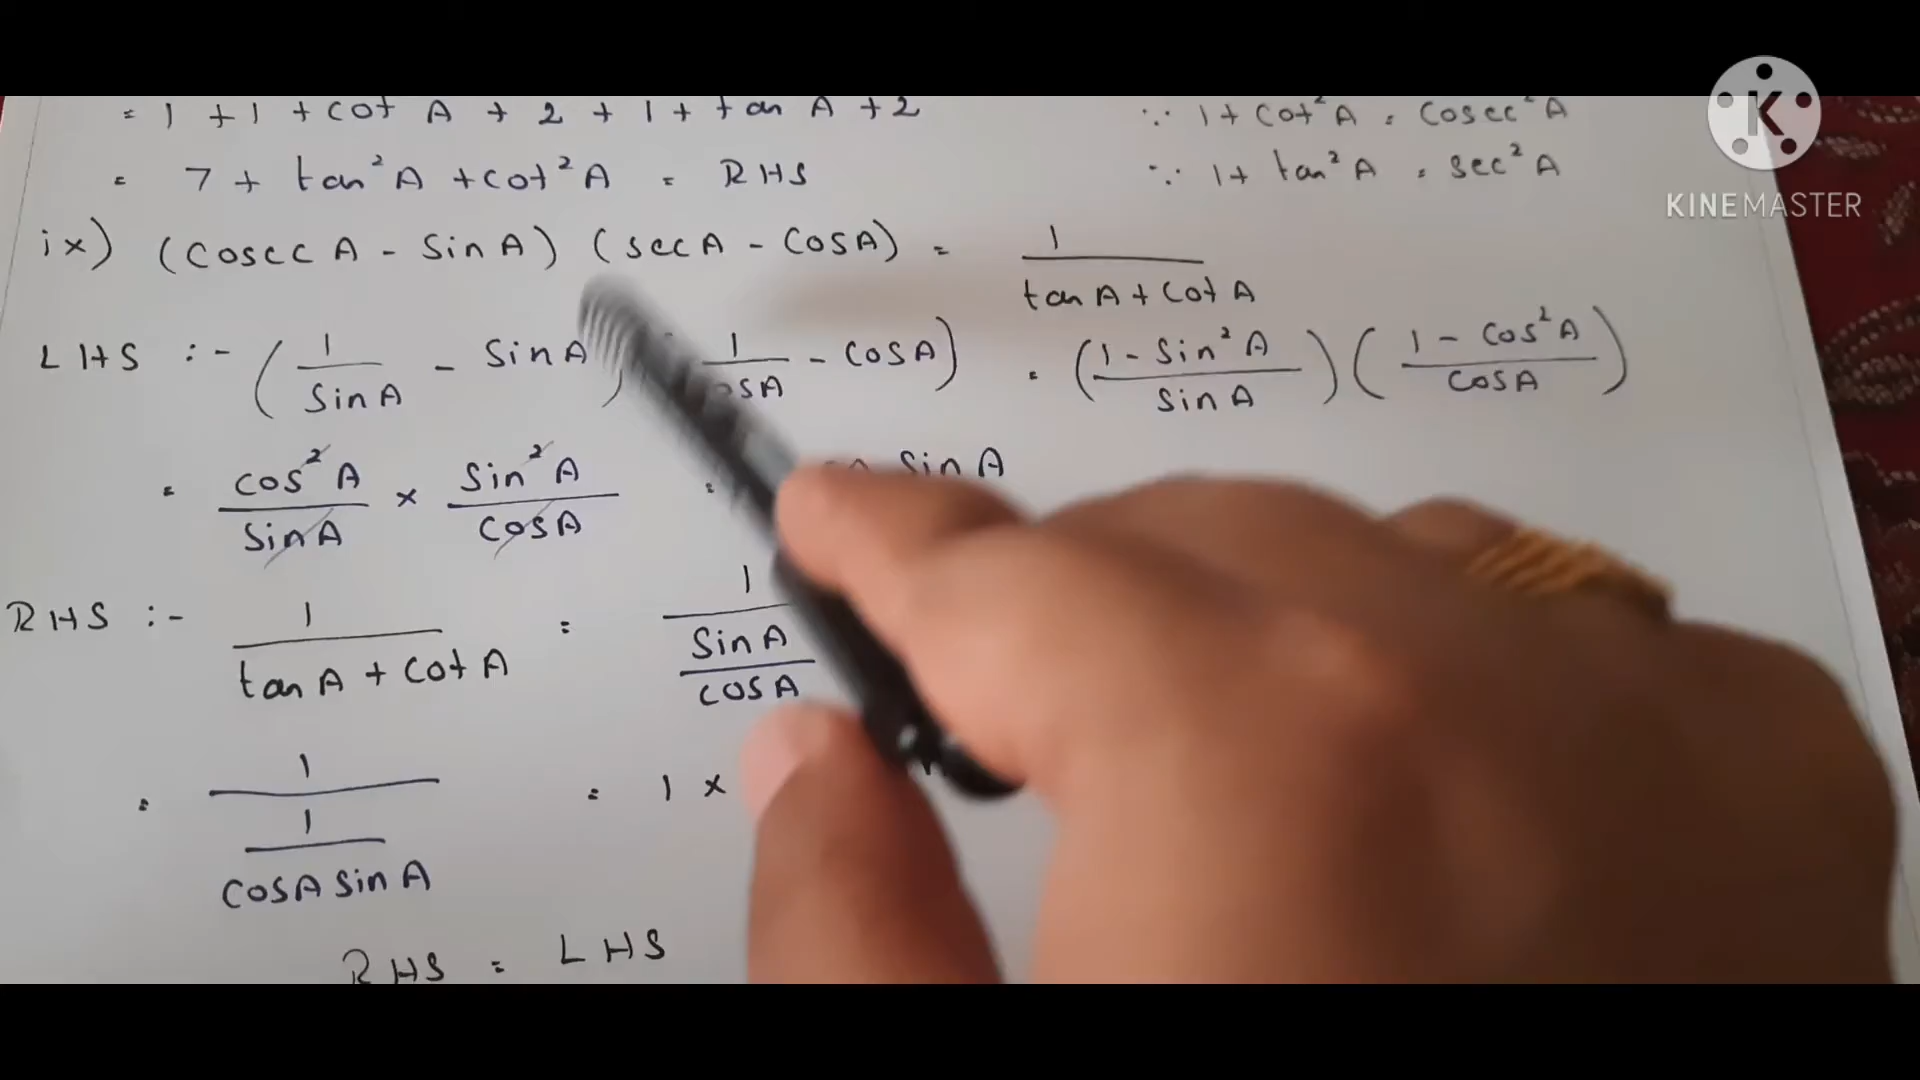 = 1 + 1 + cot A + 2 + 1 + tan A + 2 ∵ 1 + cot²A = cosec²A
= 7 + tan²A + cot²A = RHS ∵ 1 + tan²A = sec²A
KINEMASTER
ix) (cosec A - sin A) (sec A - cos A) = 1 / (tan A + cot A)
LHS :- (1/sin A - sin A) 1/ - cos A) = ((1 - sin²A)/sin A) ((1 - cos²A)/cos A)
= cos²A/sin A × sin²A/cos A = sin A
RHS :- 1/(tan A + cot A) = 1/(sin A/cos A
= 1/(1/(cos A sin A)) = 1 ×
RHS = LHS